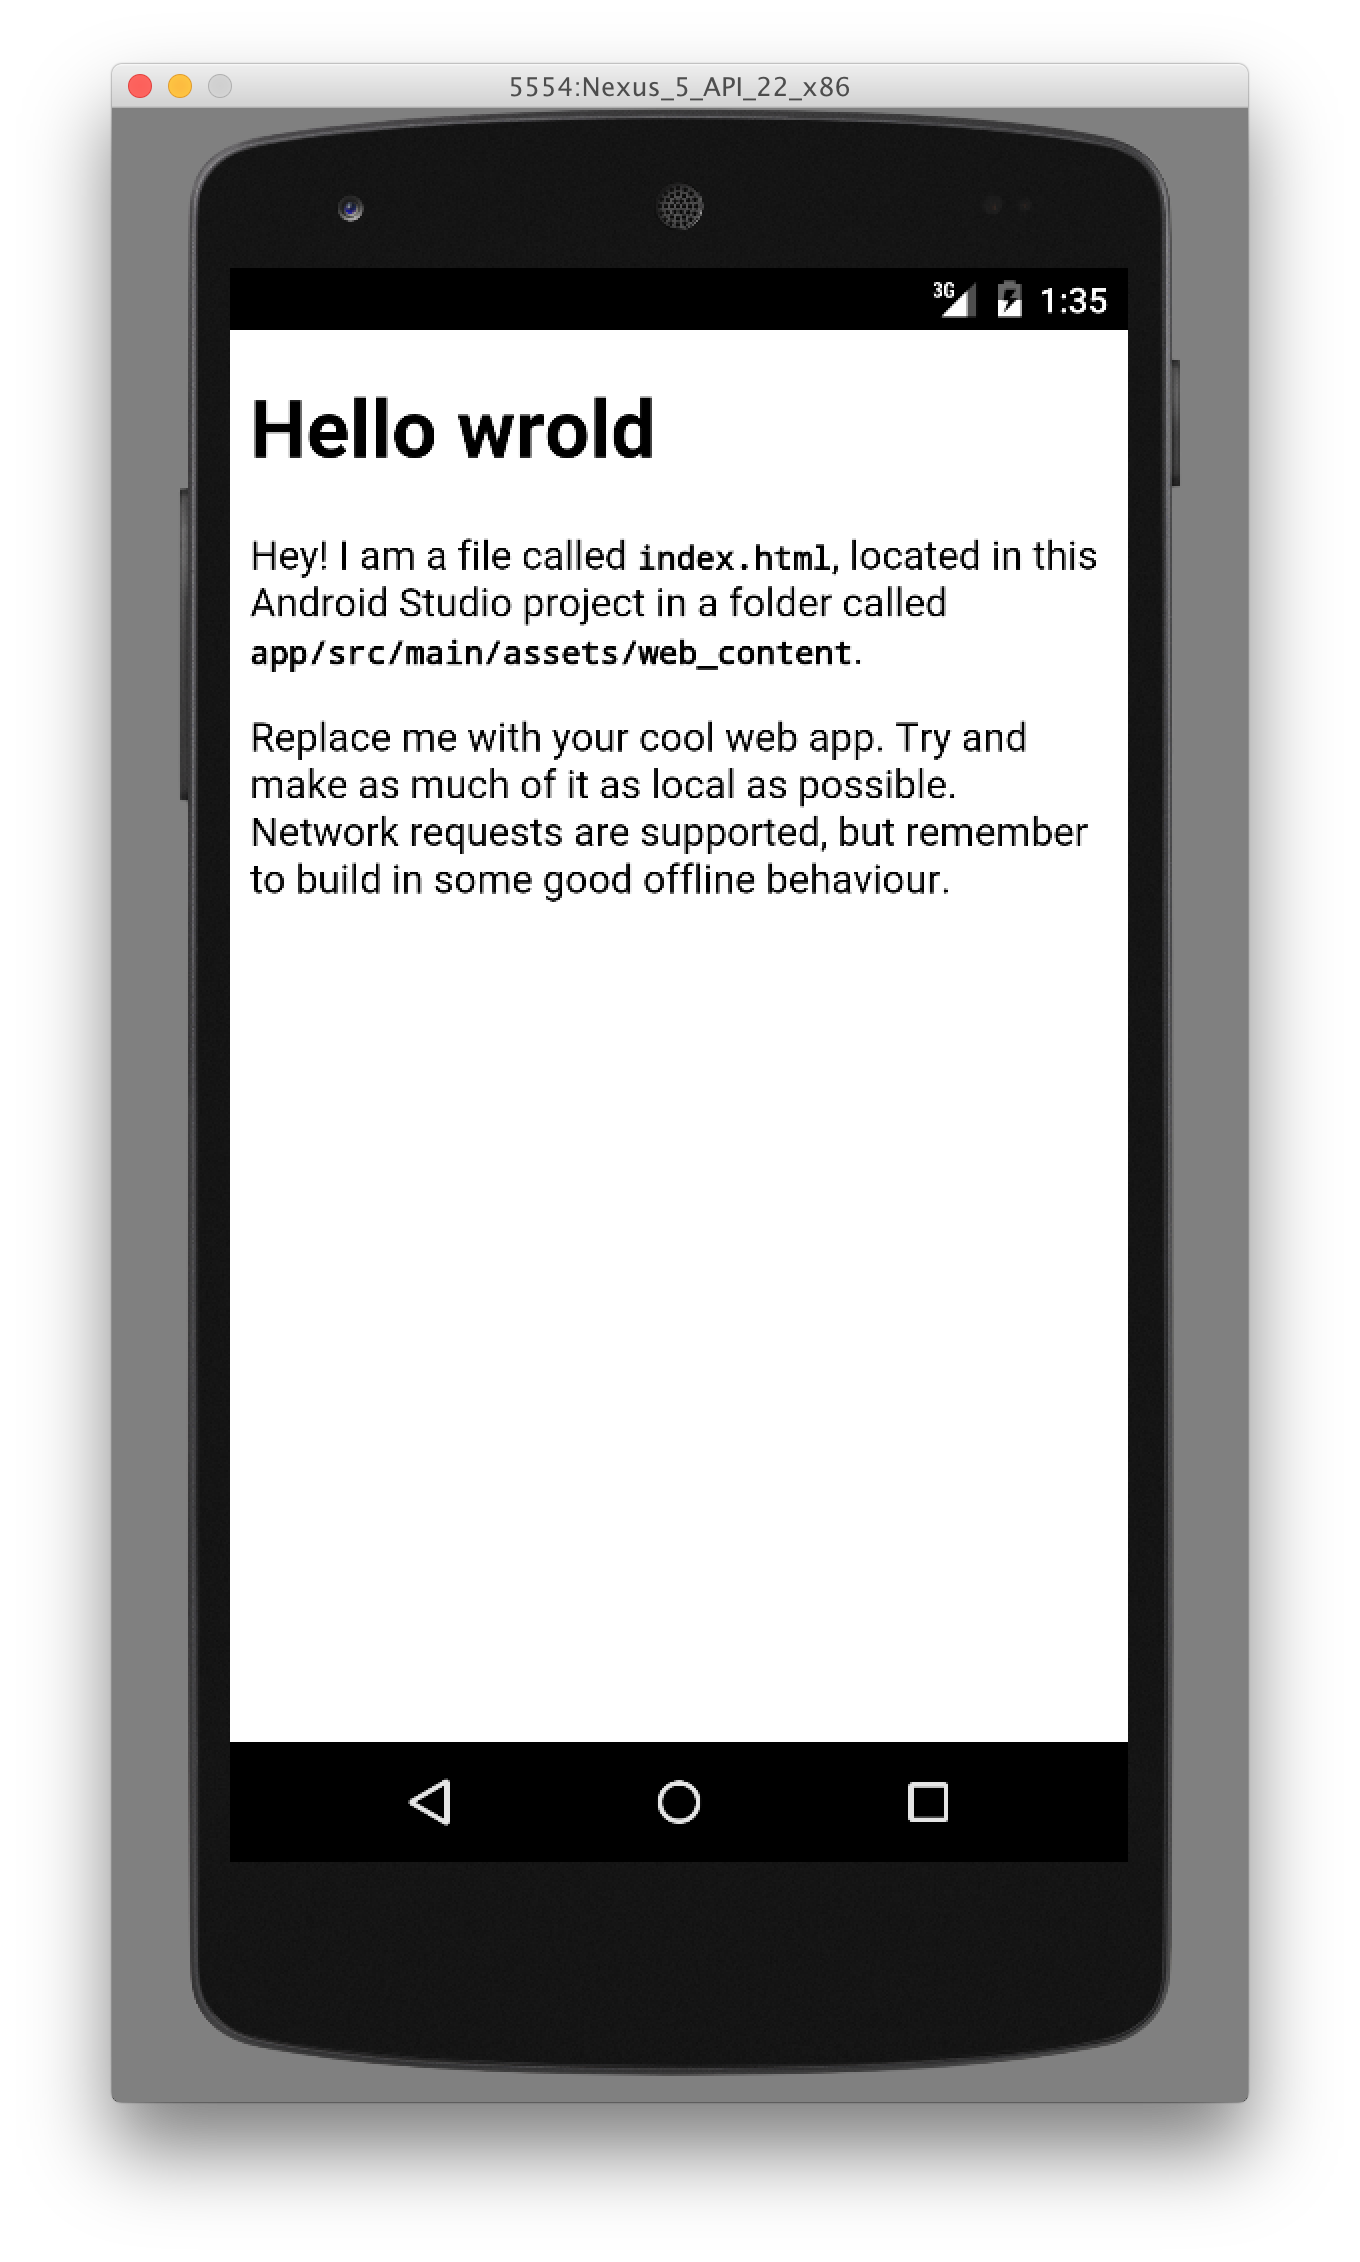 5554:Nexus_5_API_22_x86
3G 1:35
Hello wrold
Hey! I am a file called index.html, located in this
Android Studio project in a folder called
app/src/main/assets/web_content.
Replace me with your cool web app. Try and
make as much of it as local as possible.
Network requests are supported, but remember
to build in some good offline behaviour.